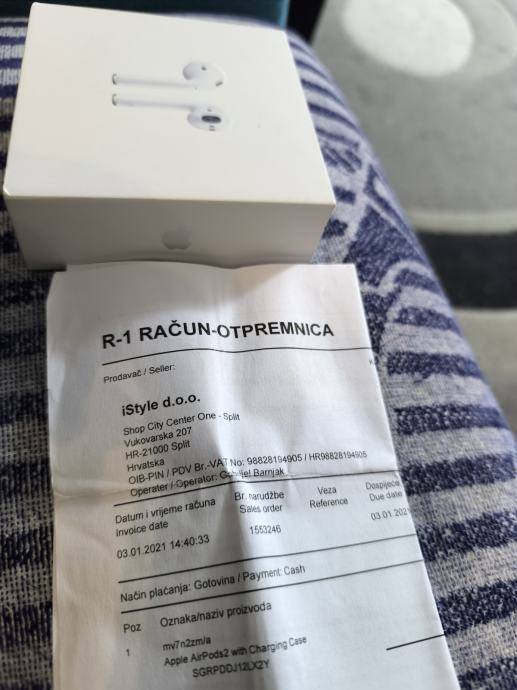 R-1 RAČUN-OTPREMNICA
Prodavač / Seller:
iStyle d.o.o.
Shop City Center One - Split
Vukovarska 207
HR-21000 Split
Hrvatska
OIB-PIN / PDV Br.-VAT No: 98828194905 / HR98828194905
Operater / Operator: Gabrijel Barnjak
Datum i vrijeme računa
Invoice date
03.01.2021 14:40:33
Br. narudžbe
Sales order
1553246
Veza
Reference
Dospijeće
Due date
03.01.2021
Način plaćanja: Gotovina / Payment: Cash
Poz Oznaka/naziv proizvoda
1 mv7n2zm/a
Apple AirPods2 with Charging Case
SGRPDDJ12LX2Y